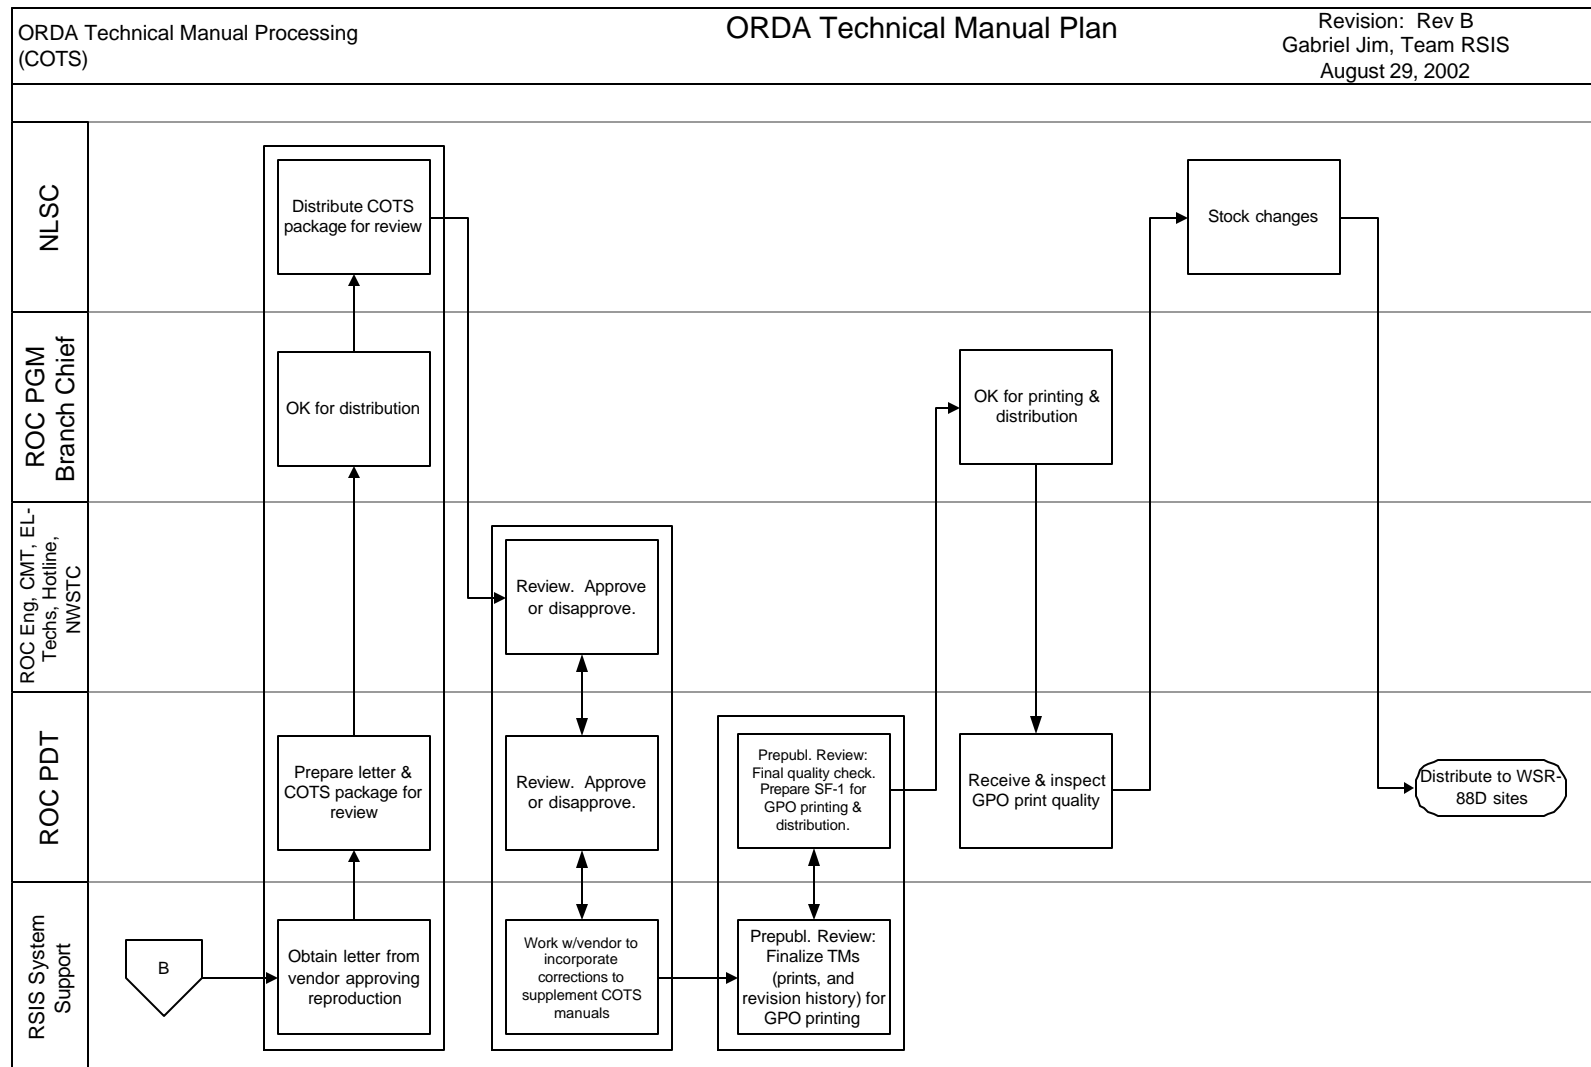 ORDA Technical Manual Processing
(COTS)
ORDA Technical Manual Plan
Revision: Rev B
Gabriel Jim, Team RSIS
August 29, 2002
NLSC
Distribute COTS
package for review
Stock changes
ROC PGM
Branch Chief
OK for distribution
OK for printing &
distribution
ROC Eng, CMT, EL-
Techs, Hotline,
NWSTC
Review. Approve
or disapprove.
ROC PDT
Prepare letter &
COTS package for
review
Review. Approve
or disapprove.
Prepubl. Review:
Final quality check.
Prepare SF-1 for
GPO printing &
distribution.
Receive & inspect
GPO print quality
Distribute to WSR-
88D sites
RSIS System
Support
B
Obtain letter from
vendor approving
reproduction
Work w/vendor to
incorporate
corrections to
supplement COTS
manuals
Prepubl. Review:
Finalize TMs
(prints, and
revision history) for
GPO printing